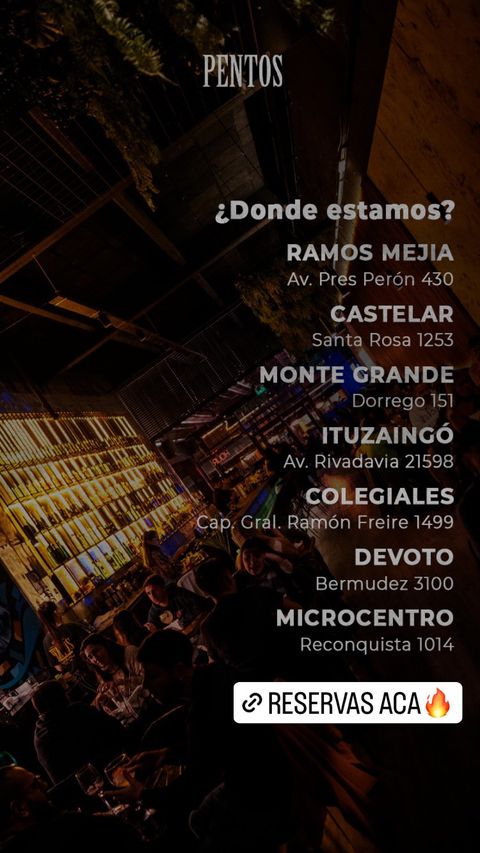 PENTOS
¿Donde estamos?
RAMOS MEJIA
Av. Pres Perón 430
CASTELAR
Santa Rosa 1253
MONTE GRANDE
Dorrego 151
ITUZAINGÓ
Av. Rivadavia 21598
COLEGIALES
Cap. Gral. Ramón Freire 1499
DEVOTO
Bermudez 3100
MICROCENTRO
Reconquista 1014
RESERVAS ACA🔥